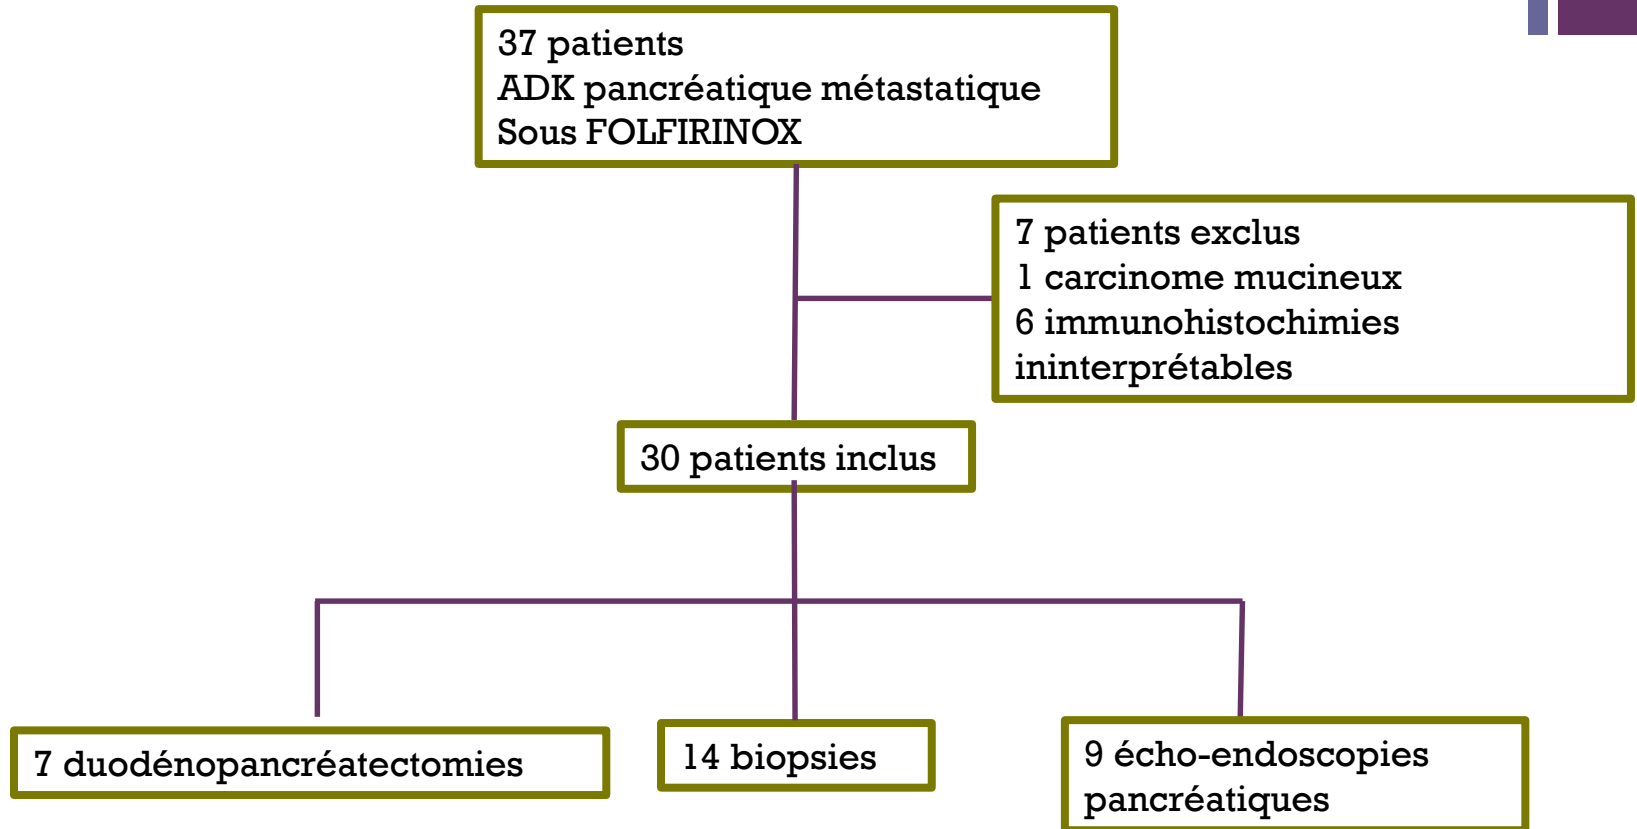 37 patients
ADK pancréatique métastatique
Sous FOLFIRINOX
7 patients exclus
1 carcinome mucineux
6 immunohistochimies
ininterprétables
30 patients inclus
7 duodénopancréatectomies
14 biopsies
9 écho-endoscopies
pancréatiques